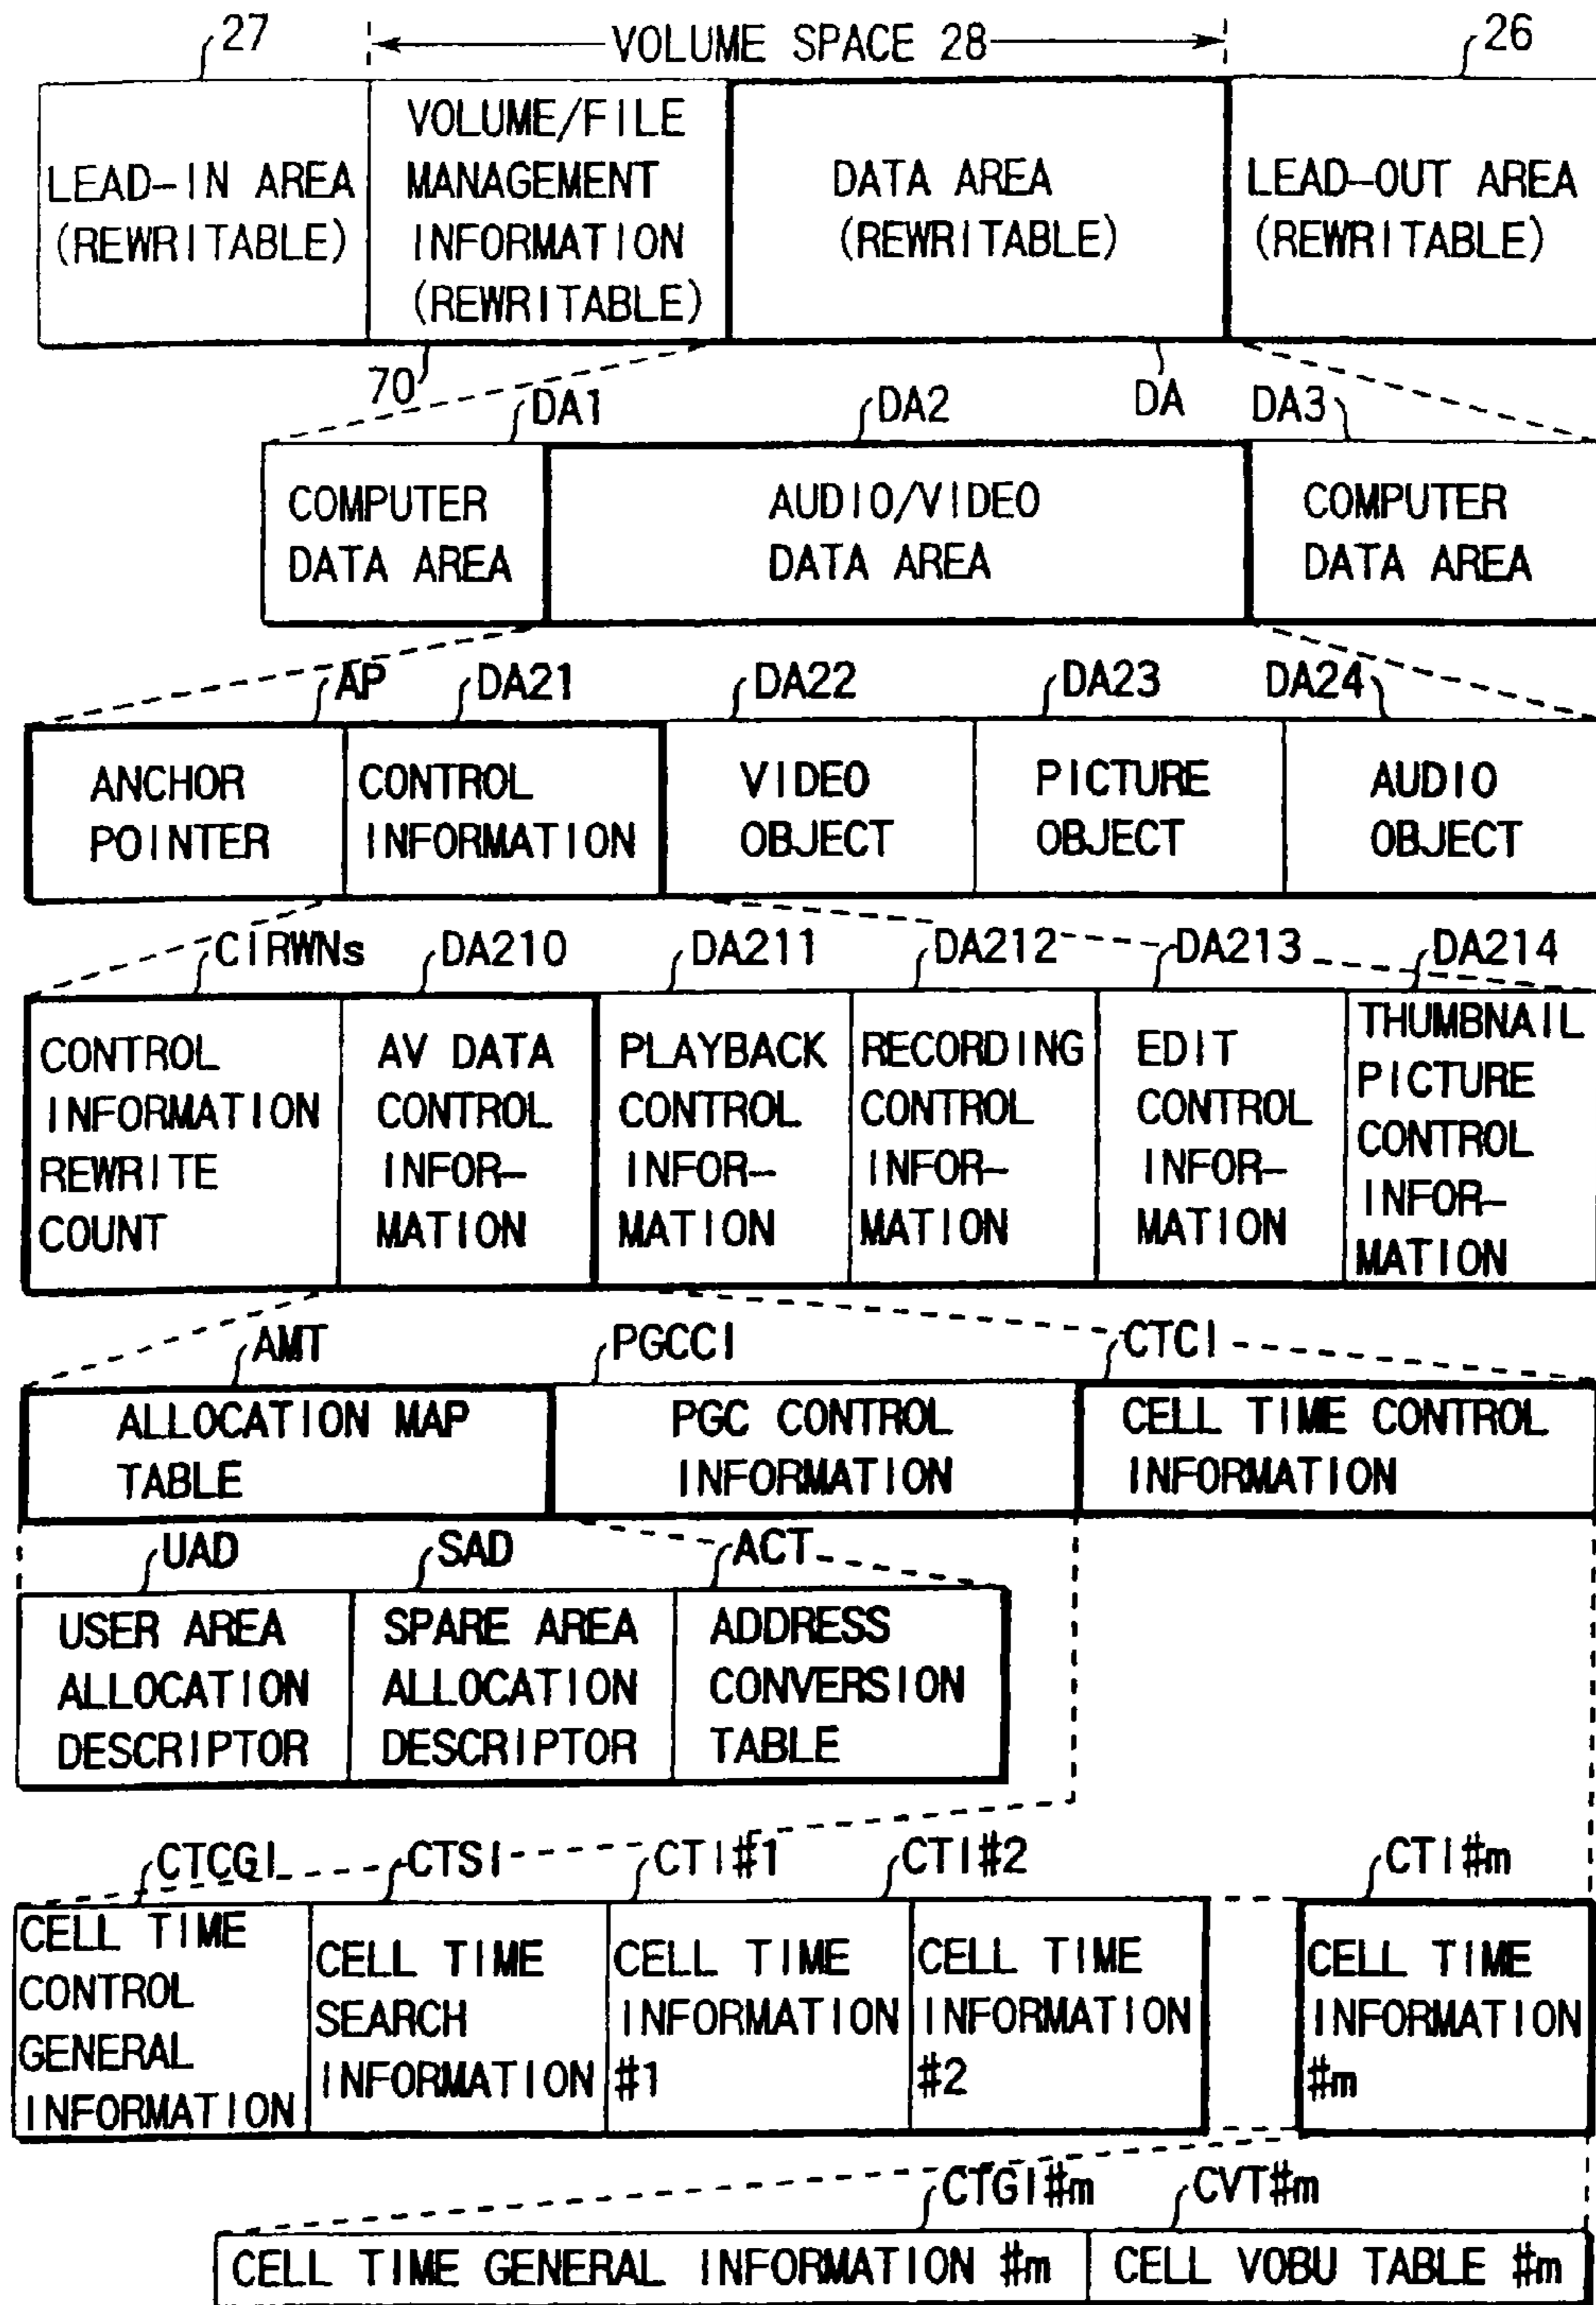 27
VOLUME SPACE 28
26
LEAD-IN AREA
(REWRITABLE)
VOLUME/FILE
MANAGEMENT
INFORMATION
(REWRITABLE)
DATA AREA
(REWRITABLE)
LEAD-OUT AREA
(REWRITABLE)
70
DA1
DA2
DA
DA3
COMPUTER
DATA AREA
AUDIO/VIDEO
DATA AREA
COMPUTER
DATA AREA
AP
DA21
DA22
DA23
DA24
ANCHOR
POINTER
CONTROL
INFORMATION
VIDEO
OBJECT
PICTURE
OBJECT
AUDIO
OBJECT
CIRWNs
DA210
DA211
DA212
DA213
DA214
CONTROL
INFORMATION
REWRITE
COUNT
AV DATA
CONTROL
INFOR-
MATION
PLAYBACK
CONTROL
INFOR-
MATION
RECORDING
CONTROL
INFOR-
MATION
EDIT
CONTROL
INFOR-
MATION
THUMBNAIL
PICTURE
CONTROL
INFOR-
MATION
AMT
PGCCI
CTCI
ALLOCATION MAP
TABLE
PGC CONTROL
INFORMATION
CELL TIME CONTROL
INFORMATION
UAD
SAD
ACT
USER AREA
ALLOCATION
DESCRIPTOR
SPARE AREA
ALLOCATION
DESCRIPTOR
ADDRESS
CONVERSION
TABLE
CTCGI
CTSI
CTI#1
CTI#2
CTI#m
CELL TIME
CONTROL
GENERAL
INFORMATION
CELL TIME
SEARCH
INFORMATION
CELL TIME
INFORMATION
#1
CELL TIME
INFORMATION
#2
CELL TIME
INFORMATION
#m
CTGI#m
CVT#m
CELL TIME GENERAL INFORMATION #m
CELL VOBU TABLE #m